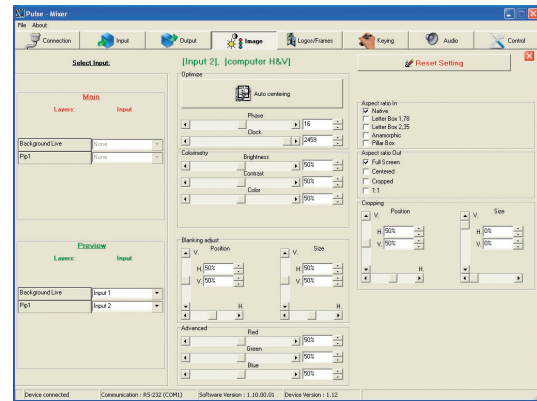 Pulse - Mixer
File About
Connection Input Output Image Logos/Frames Keying Audio Control
Select Input:
[Input 2], [computer H&V]
Reset Setting
Main
Layers: Input
Background Live None
Pip1 None
Preview
Layers: Input
Background Live Input 1
Pip1 Input 2
Optimize
Auto centering
Phase
16
Clock
2459
Colorimetry
Brightness
50%
Contrast
50%
Color
50%
Blanking adjust
Position
V.
H. 50%
V. 50%
H.
Size
V.
H. 50%
V. 50%
H.
Advanced
Red
50%
Green
50%
Blue
50%
Aspect ratio In
Native
Letter Box 1,78
Letter Box 2,35
Anamorphic
Pillar Box
Aspect ratio Out
Full Screen
Centered
Cropped
1:1
Cropping
Position
V.
H. 50%
V. 50%
H.
Size
V.
H. 0%
V. 0%
Device connected Communication : RS-232 (COM1) Software Version : 1.10.00.01 Device Version : 1.12